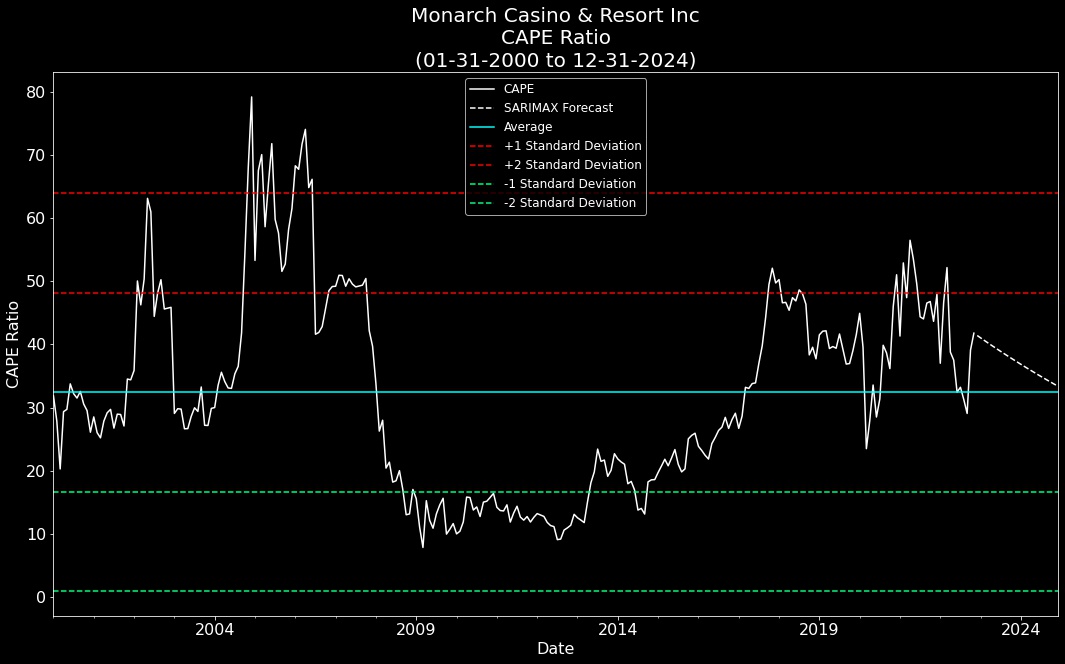 Monarch Casino & Resort Inc
CAPE Ratio
(01-31-2000 to 12-31-2024)
CAPE
SARIMAX Forecast
Average
+1 Standard Deviation
+2 Standard Deviation
-1 Standard Deviation
-2 Standard Deviation
CAPE Ratio
80
70
60
50
40
30
20
10
0
2004 2009 2014 2019 2024
Date